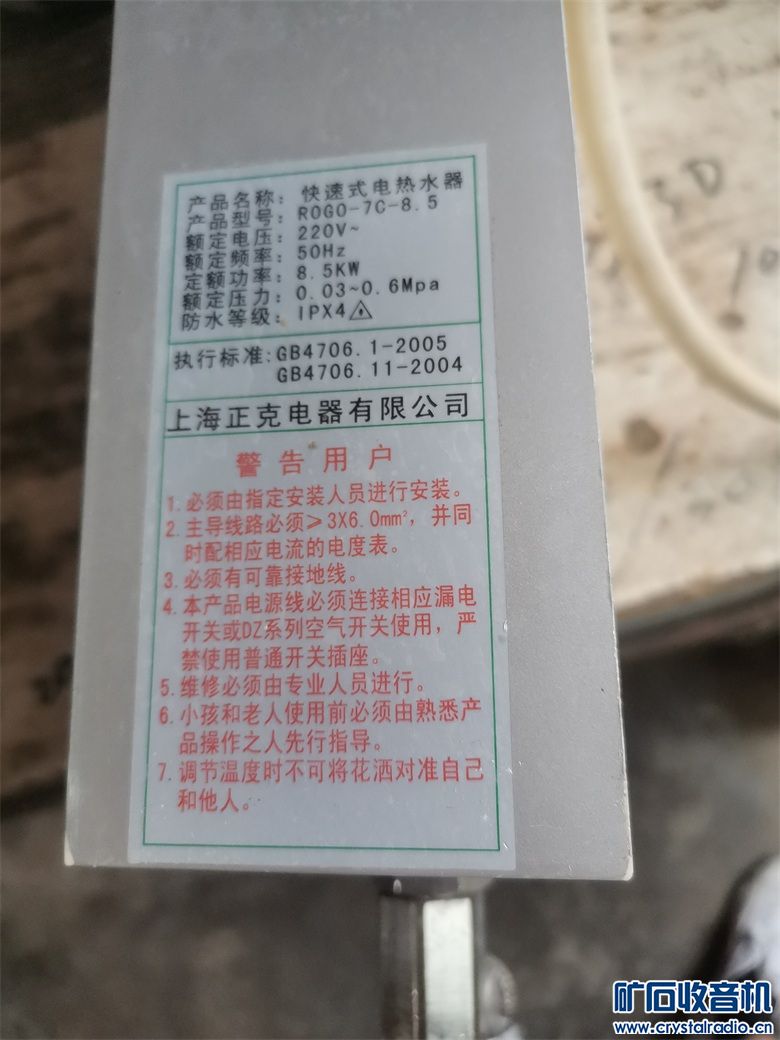 产品名称: 快速式电热水器
产品型号: ROGO-7C-8.5
额定电压: 220V~
额定频率: 50Hz
定额功率: 8.5KW
额定压力: 0.03~0.6Mpa
防水等级: IPX4
执行标准:GB4706.1-2005
GB4706.11-2004
上海正克电器有限公司
警告用户
1. 必须由指定安装人员进行安装。
2. 主导线路必须≥3X6.0mm², 并同
时配相应电流的电度表。
3. 必须有可靠接地线。
4. 本产品电源线必须连接相应漏电
开关或DZ系列空气开关使用, 严
禁使用普通开关插座。
5. 维修必须由专业人员进行。
6. 小孩和老人使用前必须由熟悉产
品操作之人先行指导。
7. 调节温度时不可将花洒对准自己
和他人。
矿石收音机
www.crystalradio.cn